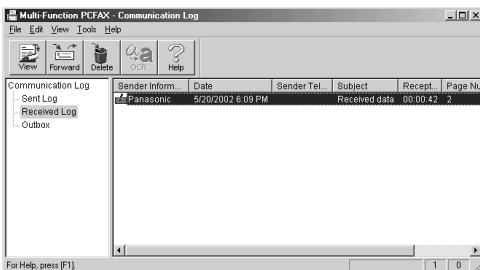 Multi-Function PCFAX - Communication Log
File Edit View Tools Help
View Forward Delete OCR Help
Communication Log
Sent Log
Received Log
Outbox
Sender Inform... Date Sender Tel... Subject Recept... Page Nu
Panasonic 5/20/2002 6:09 PM Received data 00:00:42 2
For Help, press [F1].
1 0